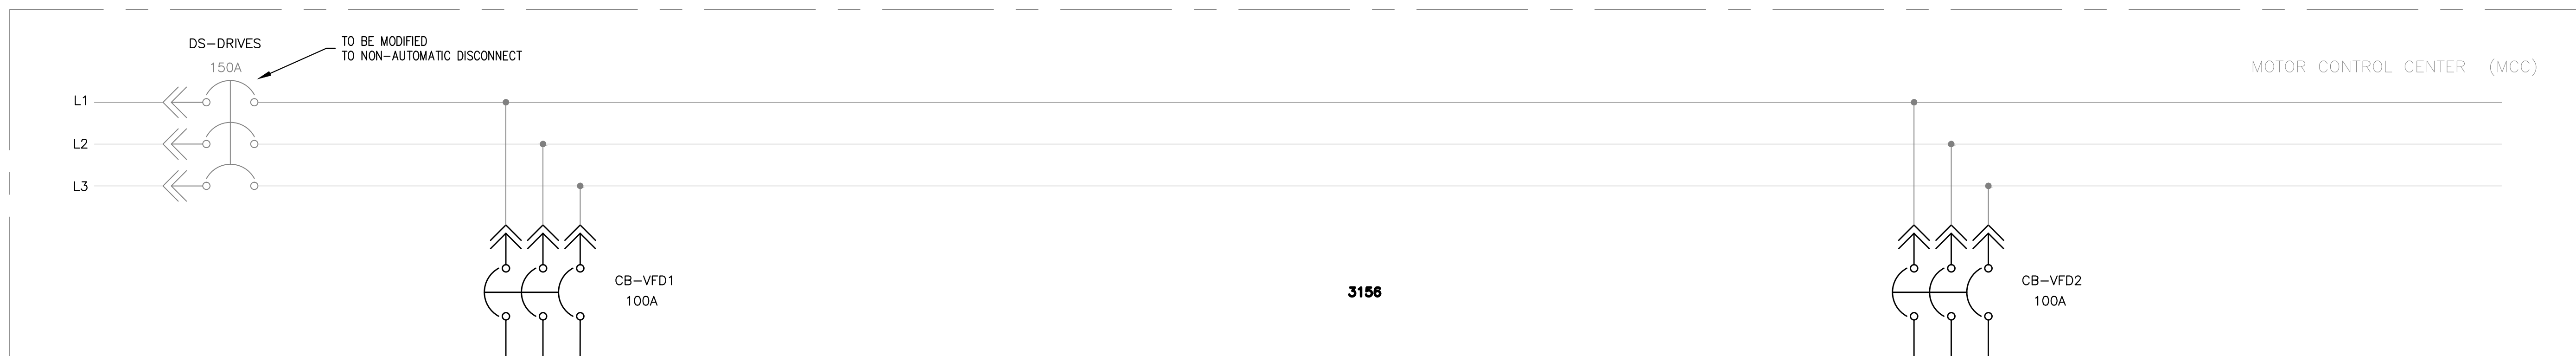 DS-DRIVES
150A
TO BE MODIFIED
TO NON-AUTOMATIC DISCONNECT
MOTOR CONTROL CENTER (MCC)
L1
L2
L3
CB-VFD1
100A
3156
CB-VFD2
100A